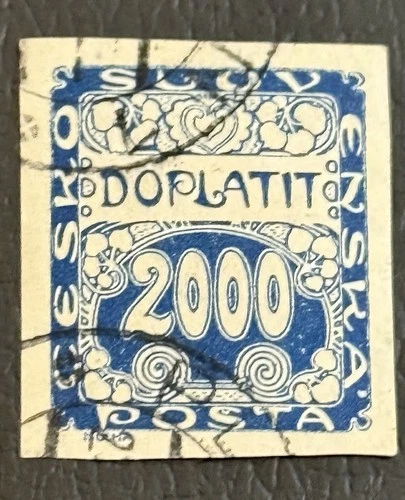 ČESKO SLOVENSKÁ
DOPLATIT
2000
POŠTA